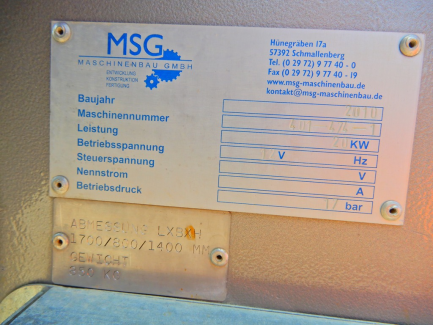 MSG
MASCHINENBAU GMBH
ENTWICKLUNG
KONSTRUKTION
FERTIGUNG
Hünegräben 17a
57392 Schmallenberg
Tel. (0 29 72) 9 77 40 - 0
Fax (0 29 72) 9 77 40 - 19
www.msg-maschinenbau.de
kontakt@msg-maschinenbau.de
Baujahr 2010
Maschinennummer
Leistung KW
Betriebsspannung V Hz
Steuerspannung V
Nennstrom A
Betriebsdruck bar
ABMESSUNG LXBXH
1700/800/1400 MM
GEWICHT
KG